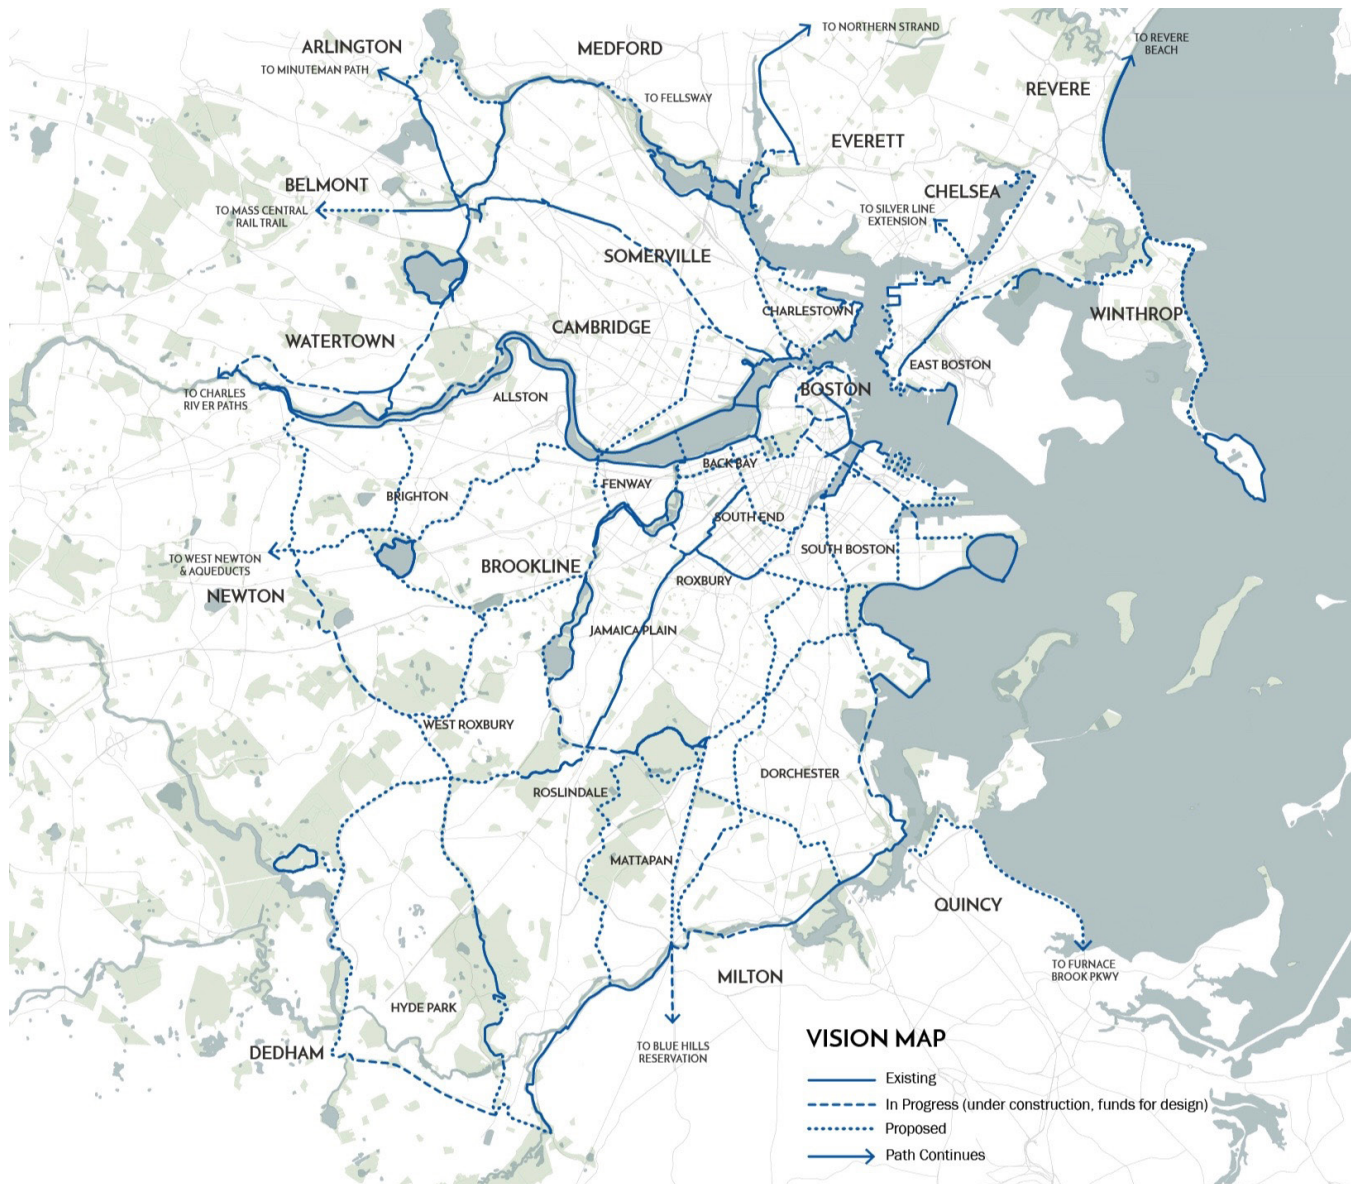 TO NORTHERN STRAND
TO REVERE
BEACH
ARLINGTON
MEDFORD
TO MINUTEMAN PATH
REVERE
TO FELLSWAY
EVERETT
BELMONT
CHELSEA
TO MASS CENTRAL
RAIL TRAIL
TO SILVER LINE
EXTENSION
SOMERVILLE
CHARLESTOWN
WINTHROP
CAMBRIDGE
WATERTOWN
EAST BOSTON
TO CHARLES
RIVER PATHS
ALLSTON
BOSTON
BACK BAY
FENWAY
BRIGHTON
SOUTH END
SOUTH BOSTON
TO WEST NEWTON
& AQUEDUCTS
BROOKLINE
ROXBURY
NEWTON
JAMAICA PLAIN
WEST ROXBURY
DORCHESTER
ROSLINDALE
MATTAPAN
QUINCY
TO FURNACE
BROOK PKWY
MILTON
HYDE PARK
DEDHAM
TO BLUE HILLS
RESERVATION
VISION MAP
Existing
In Progress (under construction, funds for design)
Proposed
Path Continues